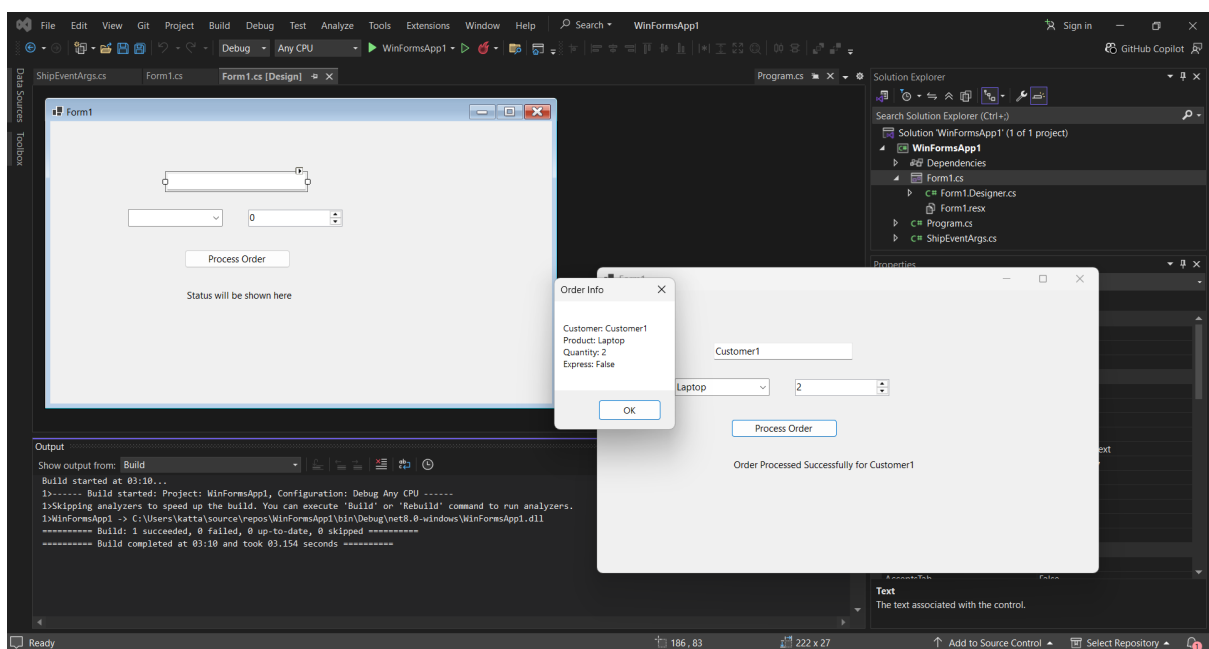 File Edit View Git Project Build Debug Test Analyze Tools Extensions Window Help Search WinFormsApp1 Sign in
Debug Any CPU WinFormsApp1 GitHub Copilot
Data Sources
Toolbox
ShipEventArgs.cs Form1.cs Form1.cs [Design] Program.cs
Form1
0
Process Order
Status will be shown here
Solution Explorer
Search Solution Explorer (Ctrl+;)
Solution 'WinFormsApp1' (1 of 1 project)
WinFormsApp1
Dependencies
Form1.cs
C# Form1.Designer.cs
Form1.resx
C# Program.cs
C# ShipEventArgs.cs
Properties
Order Info
Customer: Customer1
Product: Laptop
Quantity: 2
Express: False
OK
Customer1
Laptop 2
Process Order
Order Processed Successfully for Customer1
Output
Show output from: Build
Build started at 03:10...
1>------ Build started: Project: WinFormsApp1, Configuration: Debug Any CPU ------
1>Skipping analyzers to speed up the build. You can execute 'Build' or 'Rebuild' command to run analyzers.
1>WinFormsApp1 -> C:\Users\katta\source\repos\WinFormsApp1\bin\Debug\net8.0-windows\WinFormsApp1.dll
========== Build: 1 succeeded, 0 failed, 0 up-to-date, 0 skipped ==========
========== Build completed at 03:10 and took 03.154 seconds ==========
Text
The text associated with the control.
Ready 186 , 83 222 x 27 Add to Source Control Select Repository 1